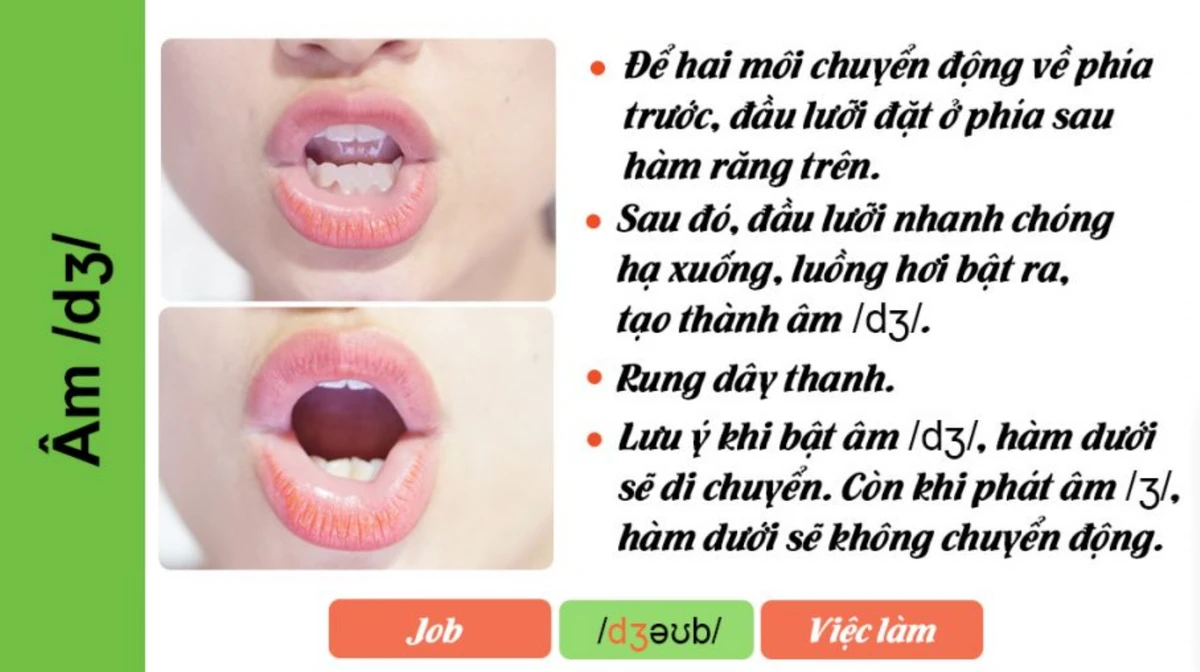 Âm /dʒ/
• Để hai môi chuyển động về phía
trước, đầu lưỡi đặt ở phía sau
hàm răng trên.
• Sau đó, đầu lưỡi nhanh chóng
hạ xuống, luồng hơi bật ra,
tạo thành âm /dʒ/.
• Rung dây thanh.
• Lưu ý khi bật âm /dʒ/, hàm dưới
sẽ di chuyển. Còn khi phát âm /ʒ/,
hàm dưới sẽ không chuyển động.
Job /dʒəʊb/ Việc làm